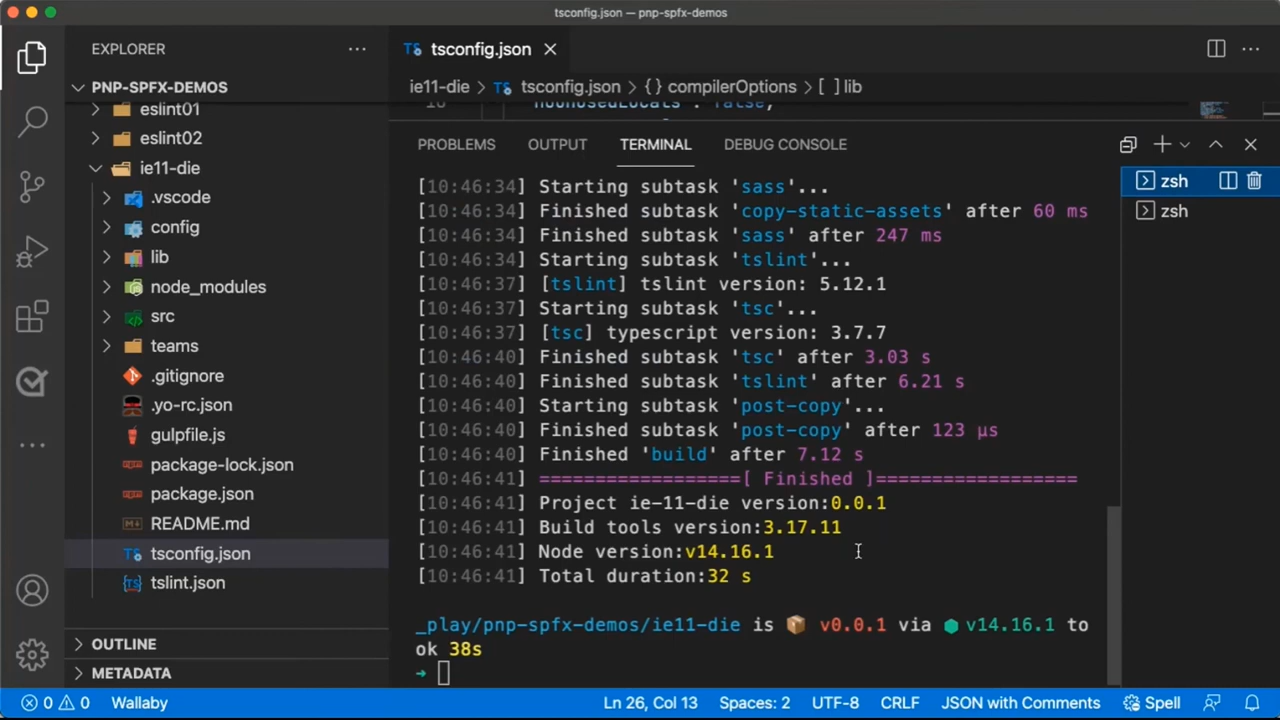 tsconfig.json — pnp-spfx-demos
EXPLORER
PNP-SPFX-DEMOS
eslint01
eslint02
ie11-die
.vscode
config
lib
node_modules
src
teams
.gitignore
.yo-rc.json
gulpfile.js
package-lock.json
package.json
README.md
TS tsconfig.json
tslint.json
OUTLINE
METADATA
TS tsconfig.json
ie11-die > TS tsconfig.json > {} compilerOptions > [ ] lib
PROBLEMS OUTPUT TERMINAL DEBUG CONSOLE
[10:46:34] Starting subtask 'sass'...
[10:46:34] Finished subtask 'copy-static-assets' after 60 ms
[10:46:34] Finished subtask 'sass' after 247 ms
[10:46:34] Starting subtask 'tslint'...
[10:46:37] [tslint] tslint version: 5.12.1
[10:46:37] Starting subtask 'tsc'...
[10:46:37] [tsc] typescript version: 3.7.7
[10:46:40] Finished subtask 'tsc' after 3.03 s
[10:46:40] Finished subtask 'tslint' after 6.21 s
[10:46:40] Starting subtask 'post-copy'...
[10:46:40] Finished subtask 'post-copy' after 123 μs
[10:46:40] Finished 'build' after 7.12 s
[10:46:41] ==================[ Finished ]==================
[10:46:41] Project ie-11-die version:0.0.1
[10:46:41] Build tools version:3.17.11
[10:46:41] Node version:v14.16.1
[10:46:41] Total duration:32 s
_play/pnp-spfx-demos/ie11-die is 📦 v0.0.1 via ⬢ v14.16.1 to
ok 38s
➜
zsh
zsh
0 0 Wallaby Ln 26, Col 13 Spaces: 2 UTF-8 CRLF JSON with Comments Spell